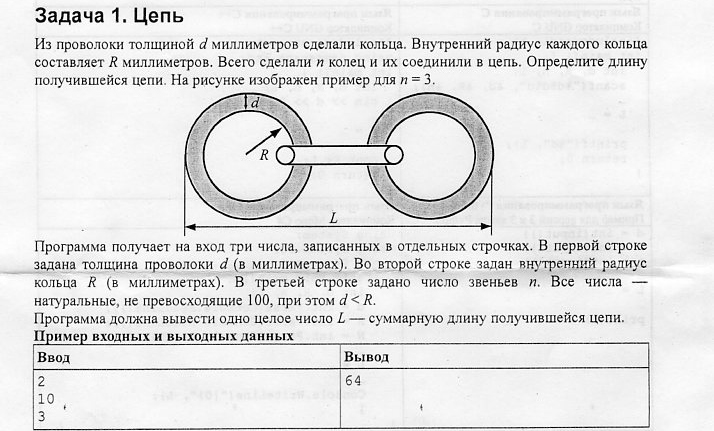 Задача 1. Цепь
Из проволоки толщиной d миллиметров сделали кольца. Внутренний радиус каждого кольца
составляет R миллиметров. Всего сделали n колец и их соединили в цепь. Определите длину
получившейся цепи. На рисунке изображен пример для n = 3.
d
R
L
Программа получает на вход три числа, записанных в отдельных строчках. В первой строке
задана толщина проволоки d (в миллиметрах). Во второй строке задан внутренний радиус
кольца R (в миллиметрах). В третьей строке задано число звеньев n. Все числа —
натуральные, не превосходящие 100, при этом d < R.
Программа должна вывести одно целое число L — суммарную длину получившейся цепи.
Пример входных и выходных данных
Ввод Вывод
2 64
10
3